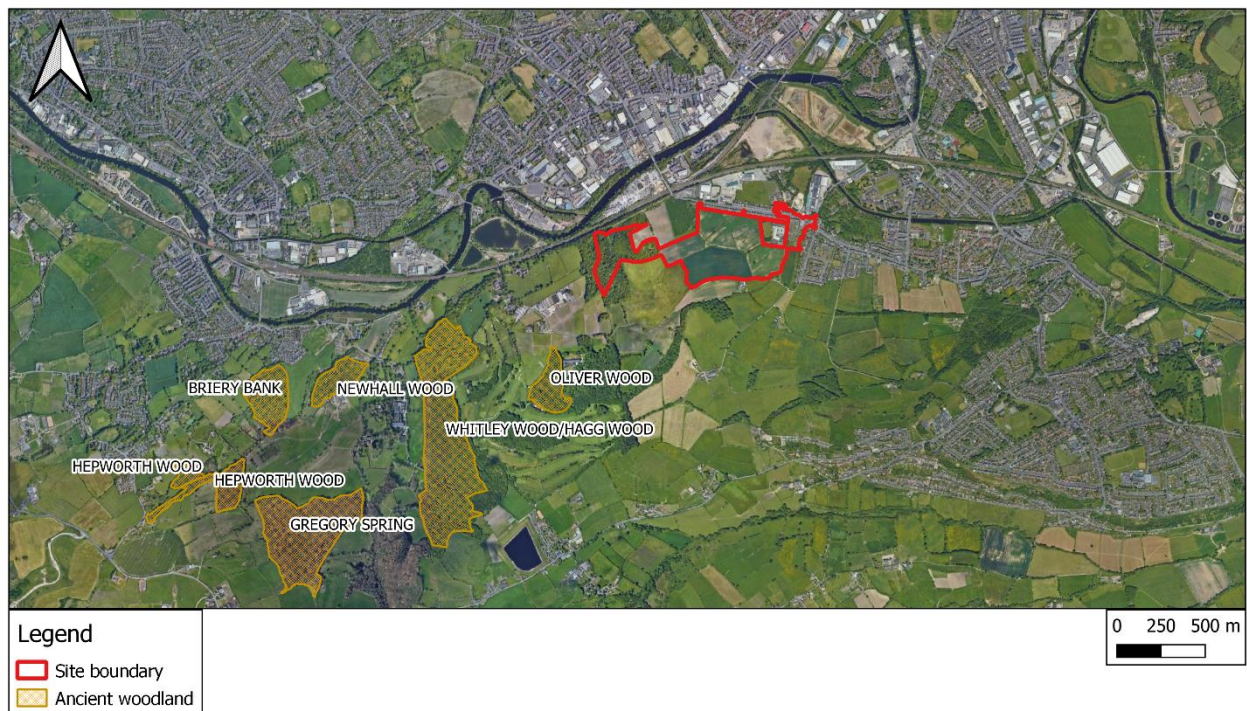 BRIERY BANK
NEWHALL WOOD
OLIVER WOOD
WHITLEY WOOD/HAGG WOOD
HEPWORTH WOOD
HEPWORTH WOOD
GREGORY SPRING
Legend
Site boundary
Ancient woodland
0 250 500 m